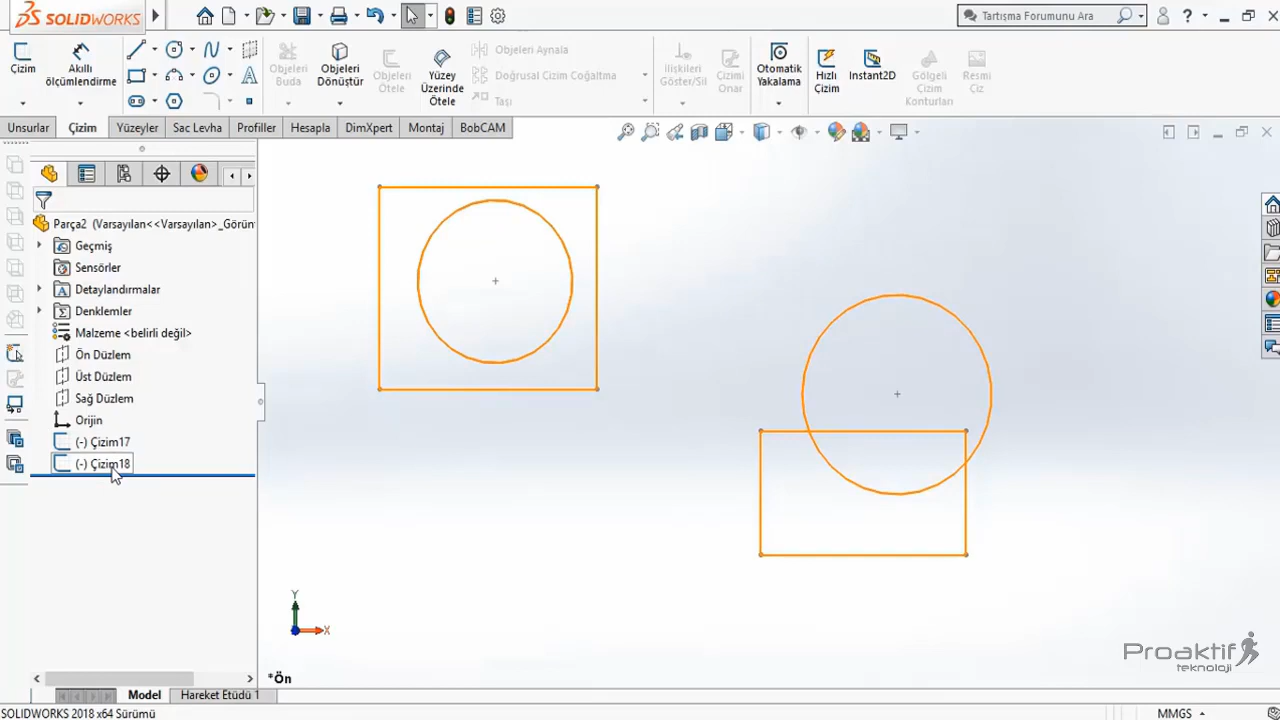 SOLIDWORKS
Tartışma Forumunu Ara
?
Çizim
Akıllı
ölçümlendirme
Objeleri
Buda
Objeleri
Dönüştür
Objeleri
Ötele
Yüzey
Üzerinde
Ötele
Objeleri Aynala
Doğrusal Çizim Çoğaltma
Taşı
İlişkileri
Göster/Sil
Çizimi
Onar
Otomatik
Yakalama
Hızlı
Çizim
Instant2D
Gölgeli
Çizim
Konturları
Resmi
Çiz
Unsurlar
Çizim
Yüzeyler
Sac Levha
Profiller
Hesapla
DimXpert
Montaj
BobCAM
Parça2 (Varsayılan<<Varsayılan>_Görün
Geçmiş
Sensörler
Detaylandırmalar
Denklemler
Malzeme <belirli değil>
Ön Düzlem
Üst Düzlem
Sağ Düzlem
Orijin
(-) Çizim17
(-) Çizim18
Y
X
*Ön
Proaktif
teknoloji
Model
Hareket Etüdü 1
SOLIDWORKS 2018 x64 Sürümü
MMGS